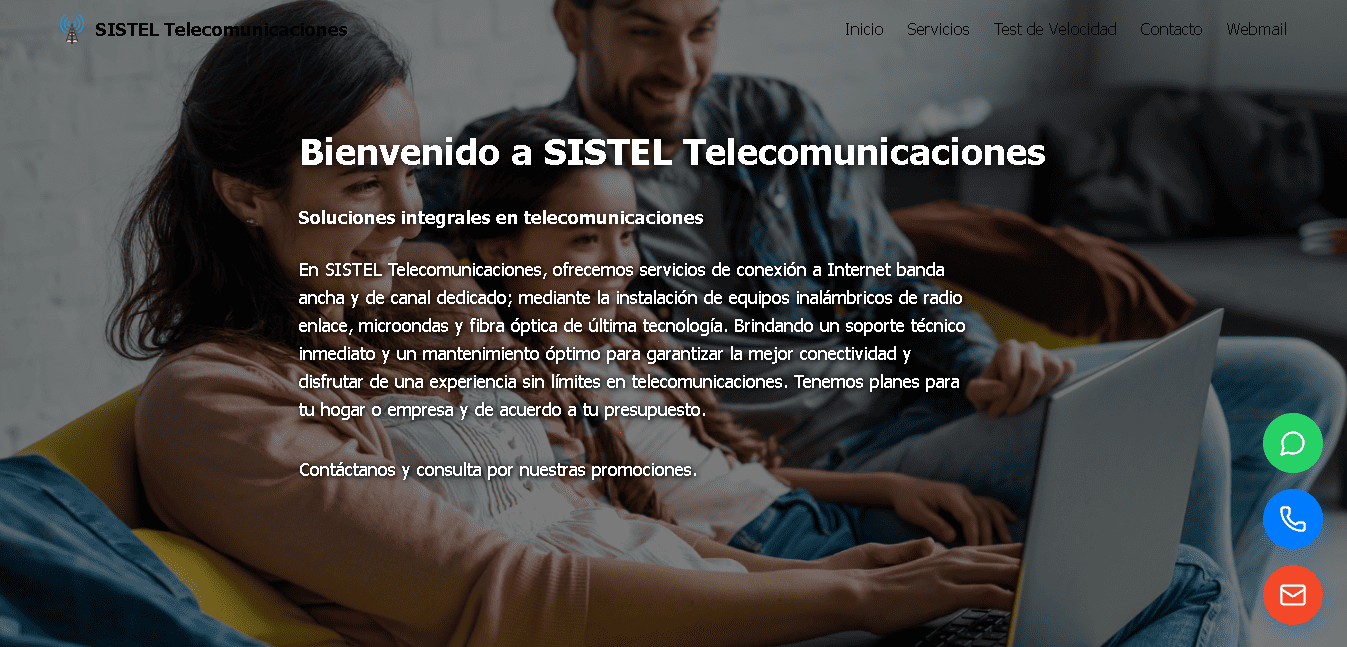 SISTEL Telecomunicaciones
Inicio Servicios Test de Velocidad Contacto Webmail
Bienvenido a SISTEL Telecomunicaciones
Soluciones integrales en telecomunicaciones
En SISTEL Telecomunicaciones, ofrecemos servicios de conexión a Internet banda
ancha y de canal dedicado; mediante la instalación de equipos inalámbricos de radio
enlace, microondas y fibra óptica de última tecnología. Brindando un soporte técnico
inmediato y un mantenimiento óptimo para garantizar la mejor conectividad y
disfrutar de una experiencia sin límites en telecomunicaciones. Tenemos planes para
tu hogar o empresa y de acuerdo a tu presupuesto.
Contáctanos y consulta por nuestras promociones.